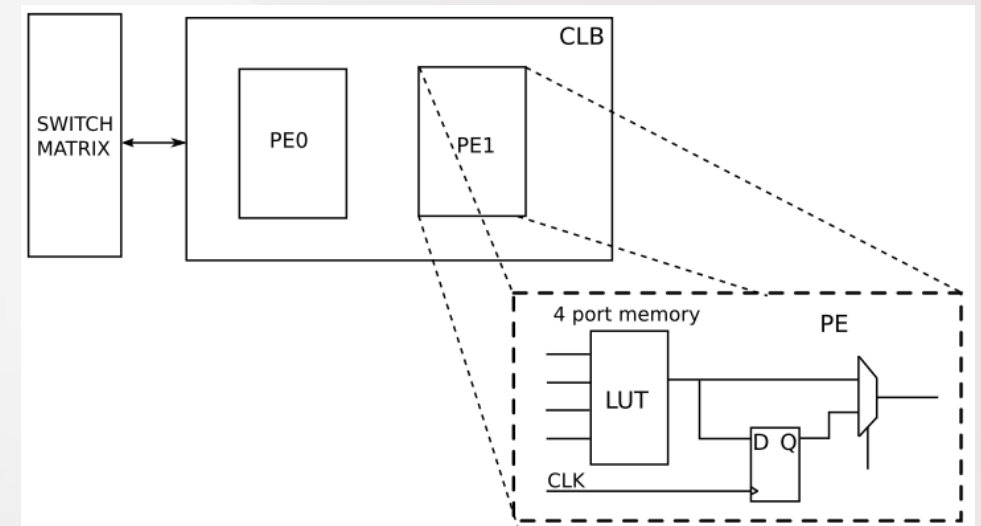 CLB
SWITCH
MATRIX
PE0
PE1
4 port memory
PE
LUT
D Q
CLK